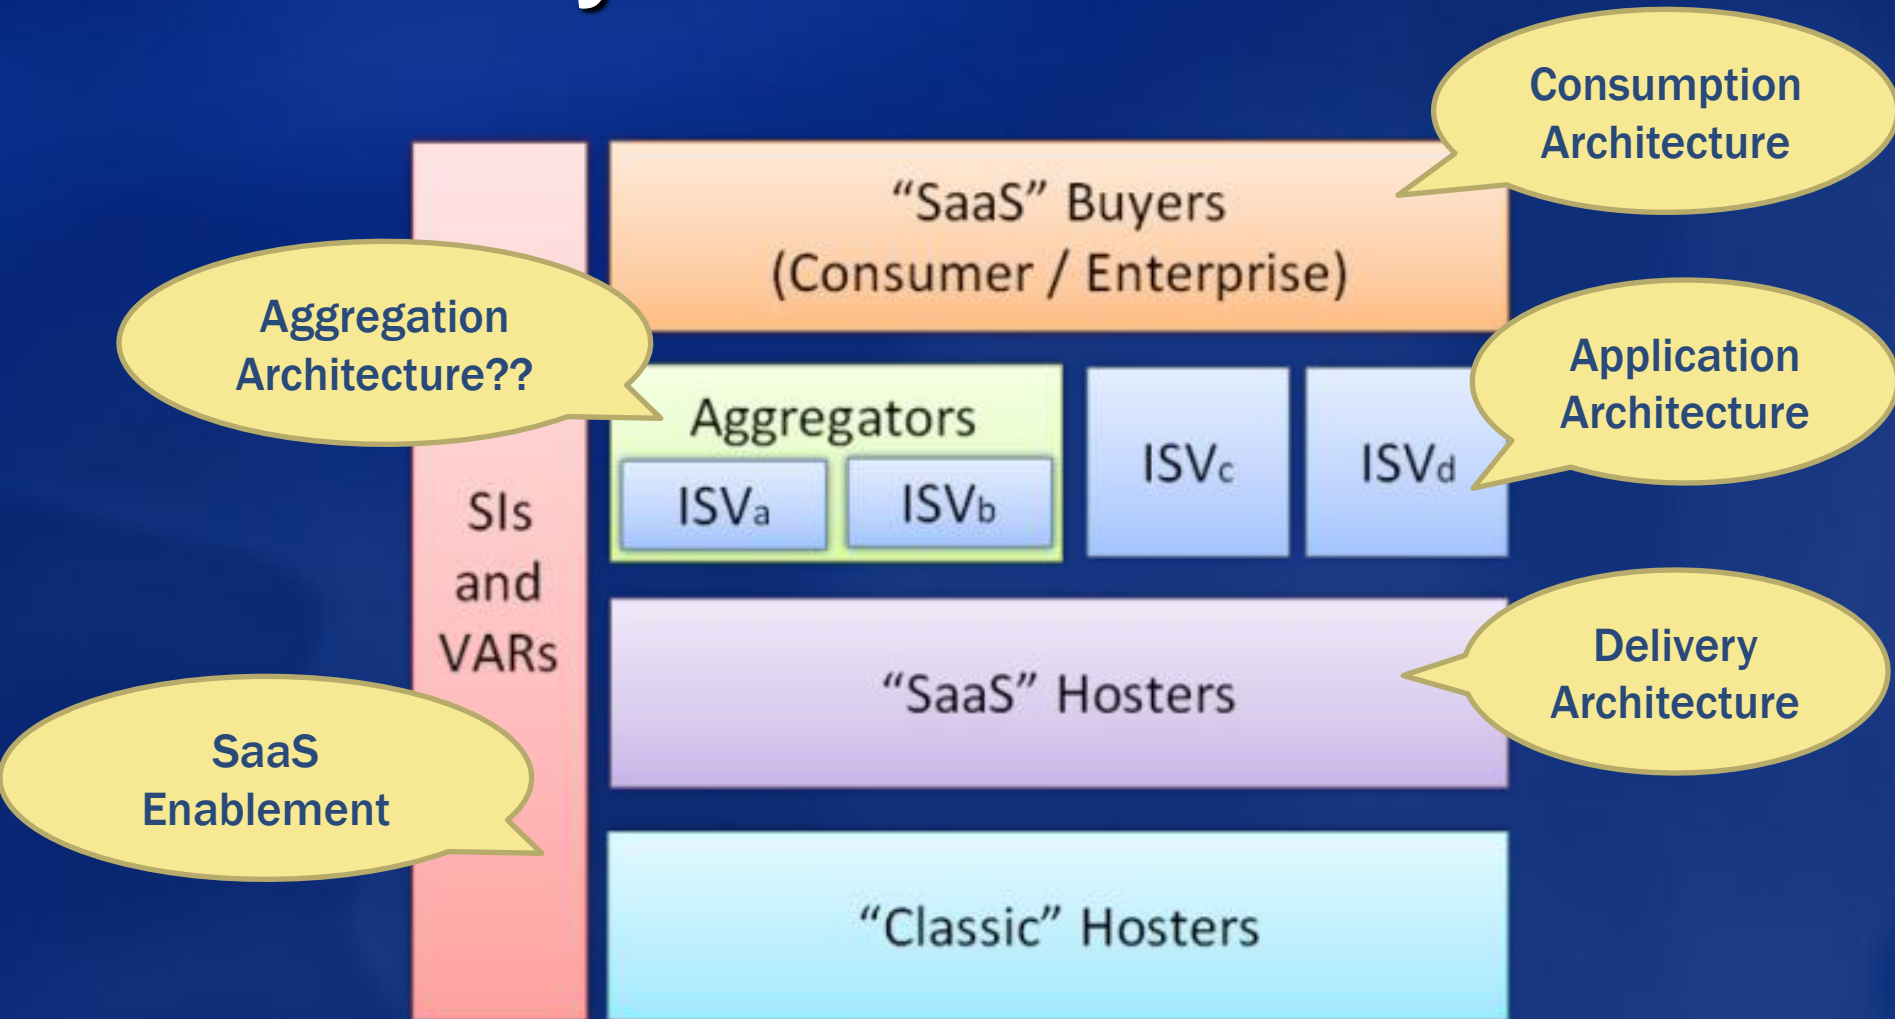 Consumption
Architecture
“SaaS” Buyers
(Consumer / Enterprise)
Aggregation
Architecture??
Application
Architecture
Aggregators
ISVa
ISVb
ISVc
ISVd
SIs
and
VARs
Delivery
Architecture
“SaaS” Hosters
SaaS
Enablement
“Classic” Hosters